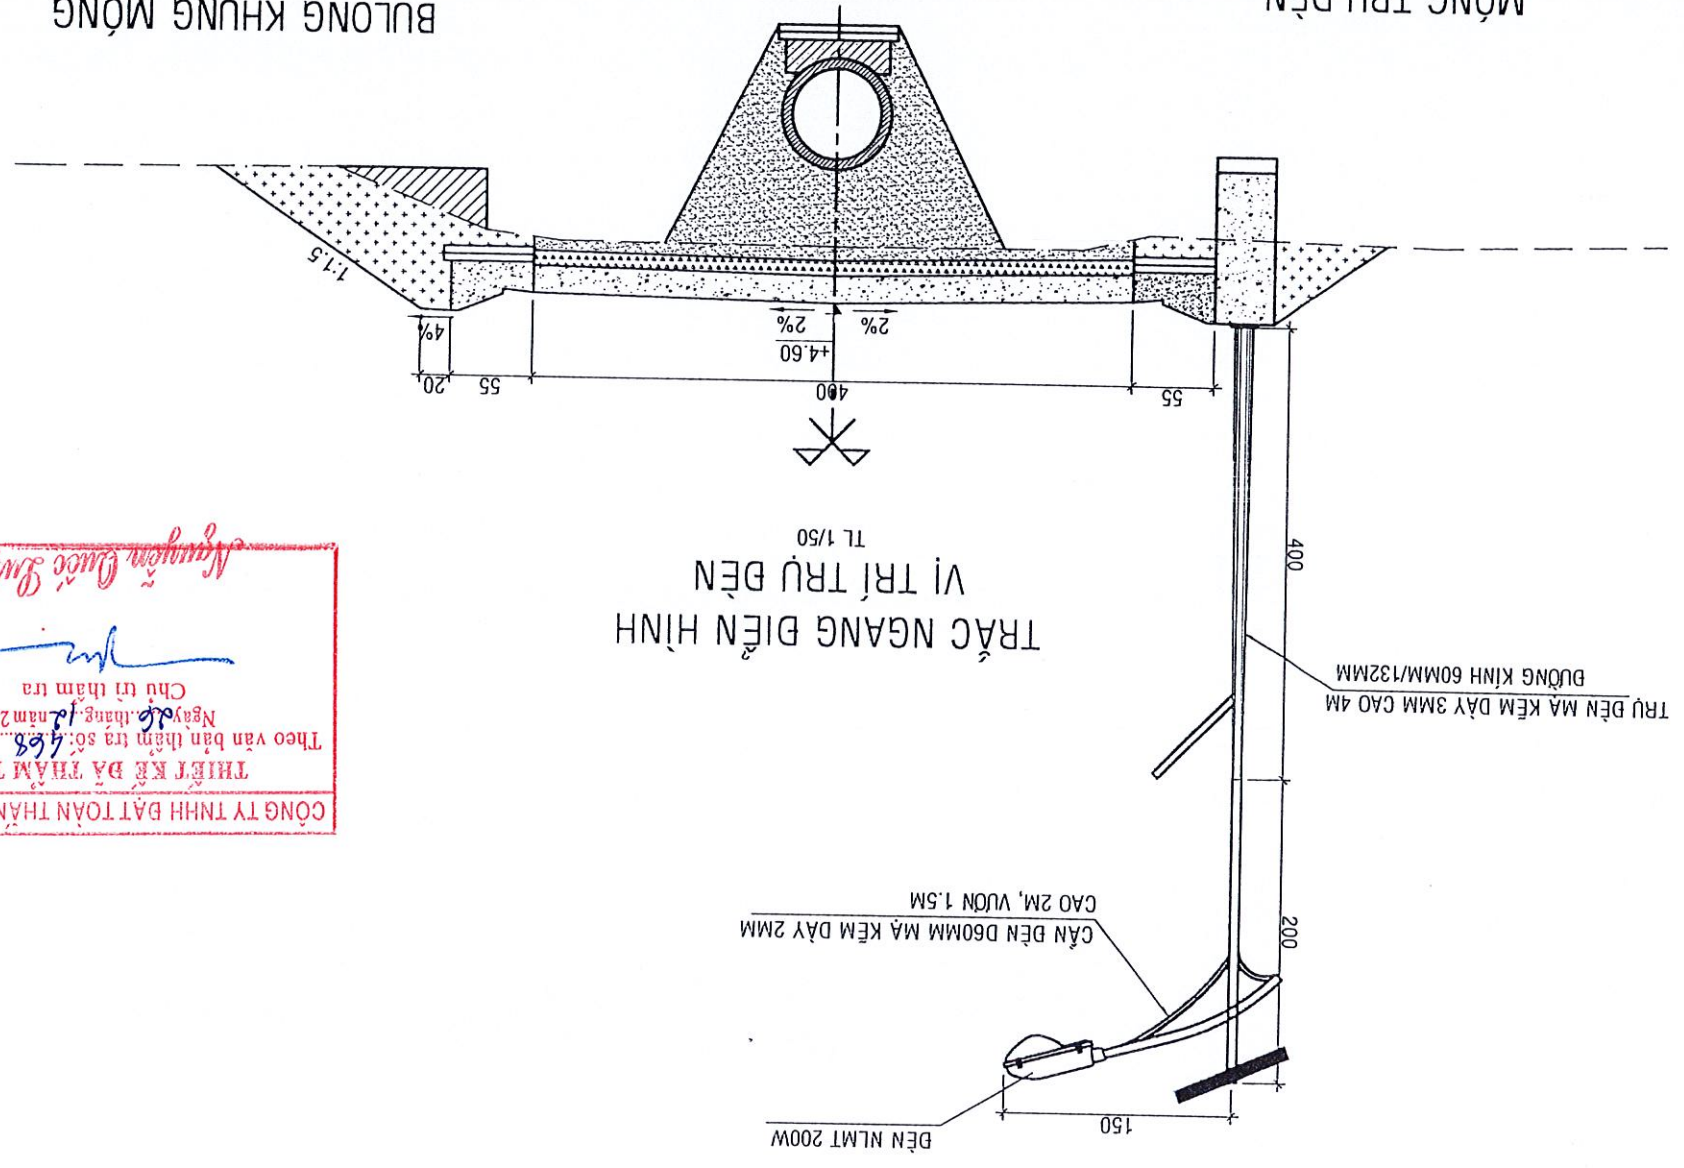 ĐÈN NLMT 200W
150
CẦN ĐÈN D60MM MẠ KẼM DÀY 2MM
CAO 2M, VƯƠN 1.5M
200
TRỤ ĐÈN MẠ KẼM DÀY 3MM CAO 4M
ĐƯỜNG KÍNH 60MM/132MM
400
CÔNG TY TNHH ĐẠT TOÀN THÀN
THIẾT KẾ ĐÃ THẨM T
Theo văn bản thẩm tra số: 468
Ngày 26 tháng 12 năm 2
Chủ trì thẩm tra
Nguyễn Quốc
TRẮC NGANG ĐIỂN HÌNH
VỊ TRÍ TRỤ ĐÈN
TL 1/50
55
400
55
20
+4.60
2%
2%
4%
1:1.5
MÓNG TRỤ ĐÈN
BULONG KHUNG MÓNG